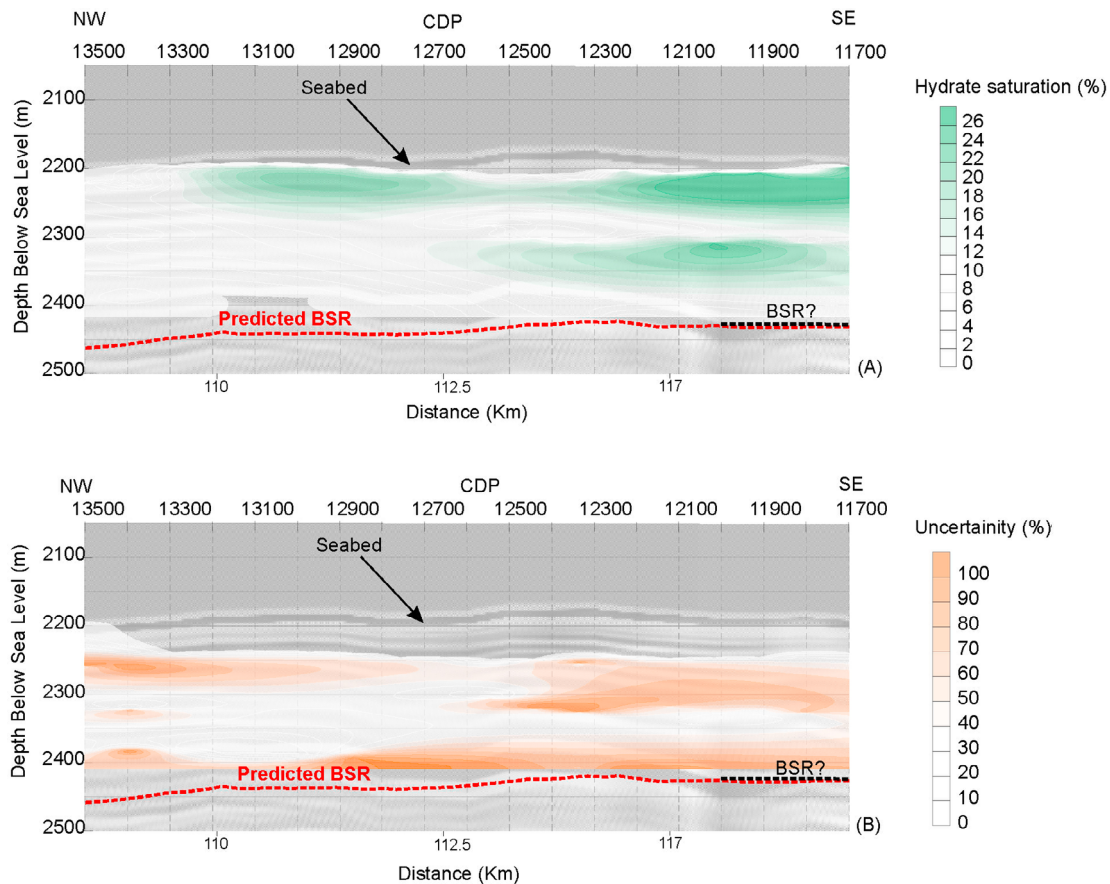 NW CDP SE
13500 13300 13100 12900 12700 12500 12300 12100 11900 11700
Seabed
Hydrate saturation (%)
Depth Below Sea Level (m)
2100
2200
2300
2400
2500
26
24
22
20
18
16
14
12
10
8
6
4
2
0
Predicted BSR
BSR?
(A)
110 112.5 117
Distance (Km)
NW CDP SE
13500 13300 13100 12900 12700 12500 12300 12100 11900 11700
Seabed
Uncertainity (%)
Depth Below Sea Level (m)
2100
2200
2300
2400
2500
100
90
80
70
60
50
40
30
20
10
0
Predicted BSR
BSR?
(B)
110 112.5 117
Distance (Km)